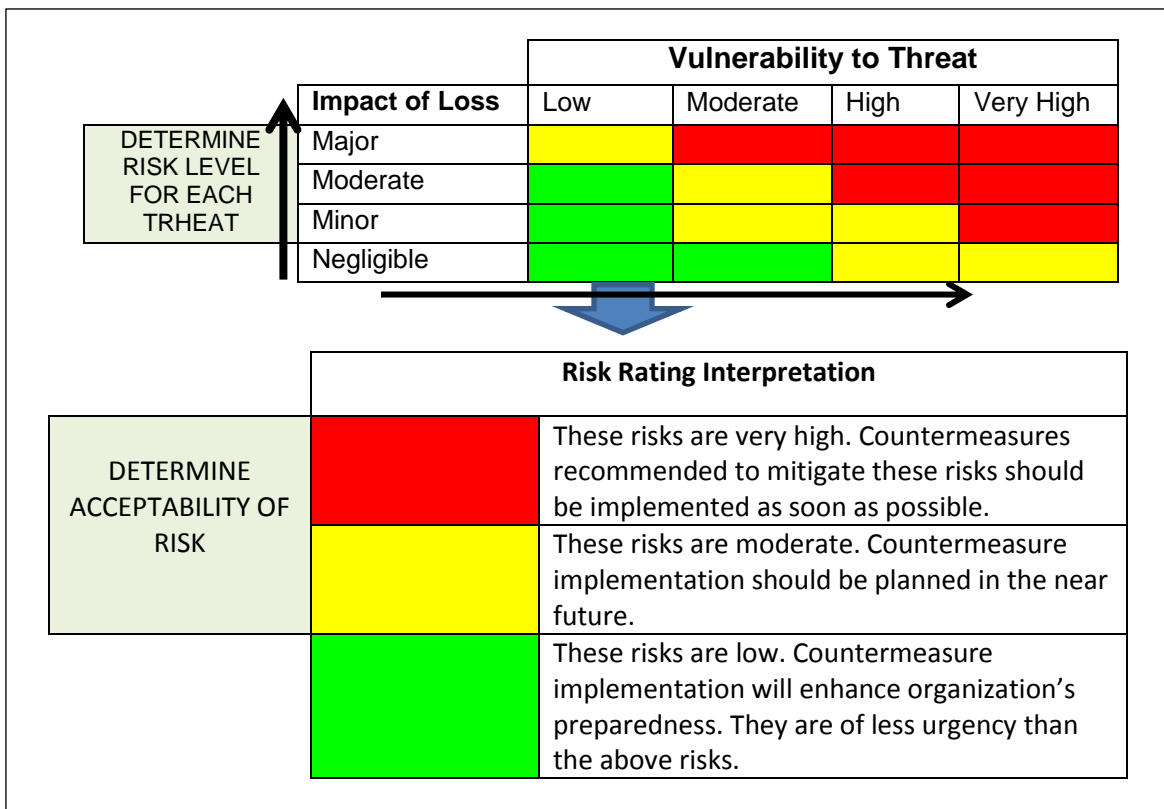 Vulnerability to Threat
Impact of Loss Low Moderate High Very High
DETERMINE
RISK LEVEL
FOR EACH
TRHEAT
Major
Moderate
Minor
Negligible
Risk Rating Interpretation
DETERMINE
ACCEPTABILITY OF
RISK
These risks are very high. Countermeasures
recommended to mitigate these risks should
be implemented as soon as possible.
These risks are moderate. Countermeasure
implementation should be planned in the near
future.
These risks are low. Countermeasure
implementation will enhance organization’s
preparedness. They are of less urgency than
the above risks.